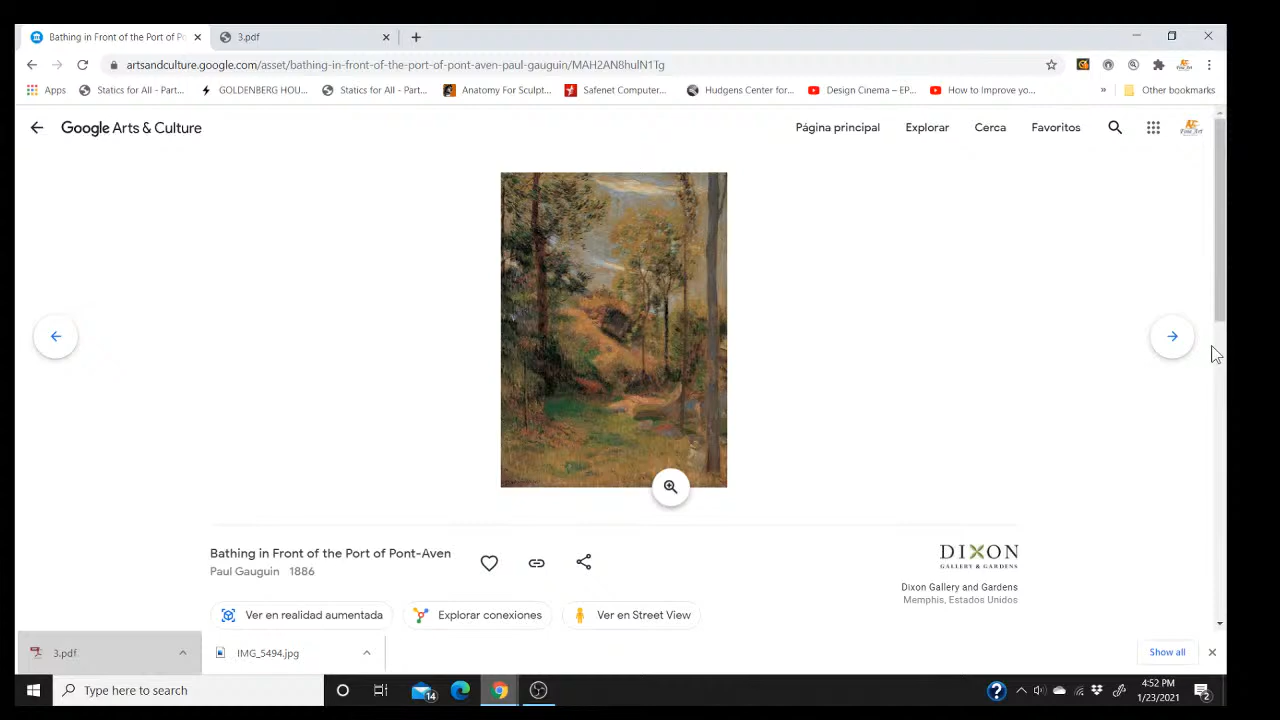 Bathing in Front of the Port of Po
3.pdf
artsandculture.google.com/asset/bathing-in-front-of-the-port-of-pont-aven-paul-gauguin/MAH2AN8hulN1Tg
Apps
Statics for All - Part...
GOLDENBERG HOU...
Statics for All - Part...
Anatomy For Sculpt...
Safenet Computer...
Hudgens Center for...
Design Cinema – EP...
How to Improve yo...
»
Other bookmarks
Google Arts & Culture
Página principal
Explorar
Cerca
Favoritos
Bathing in Front of the Port of Pont-Aven
Paul Gauguin 1886
DIXON
GALLERY & GARDENS
Dixon Gallery and Gardens
Memphis, Estados Unidos
Ver en realidad aumentada
Explorar conexiones
Ver en Street View
3.pdf
IMG_5494.jpg
Show all
Type here to search
14
4:52 PM
1/23/2021
2